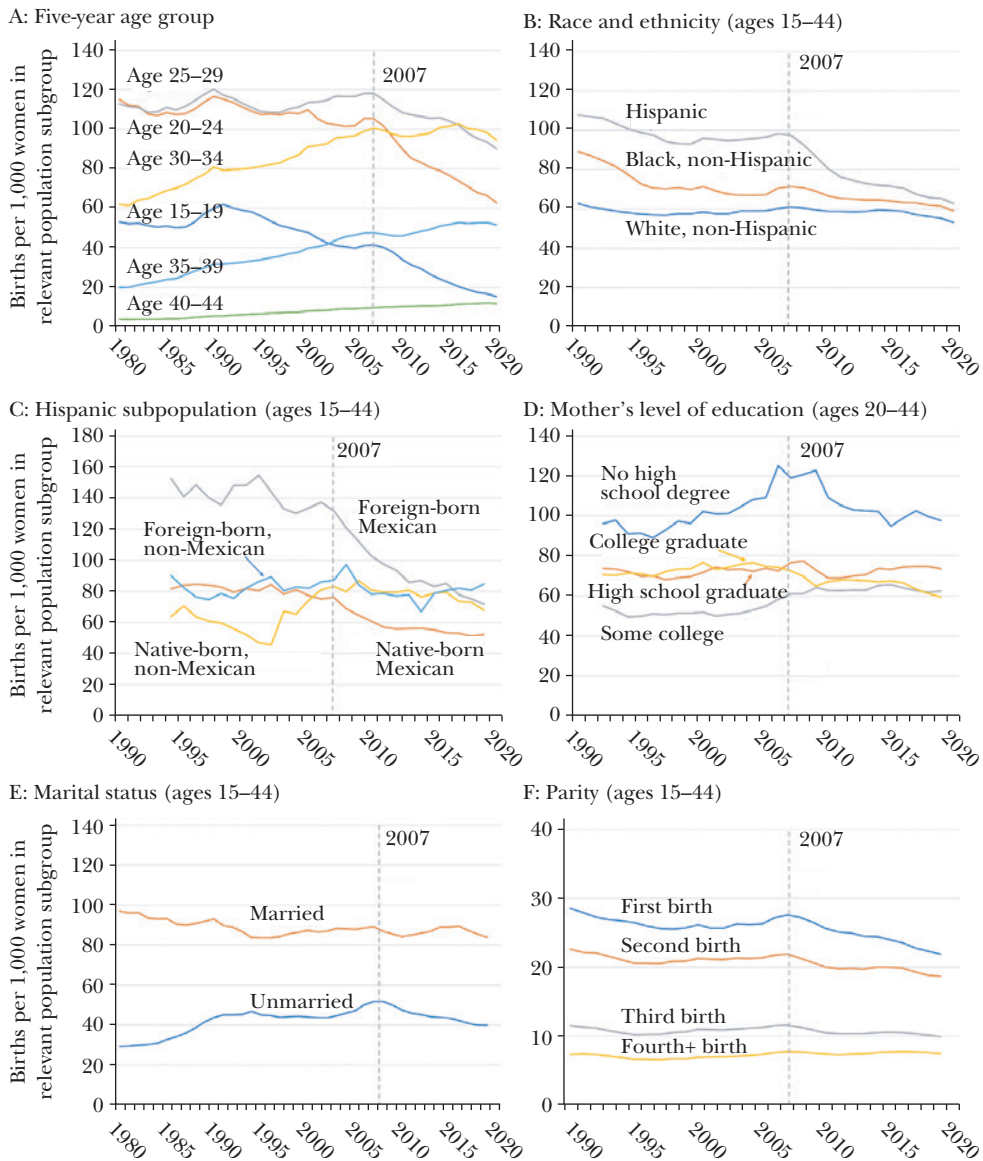 A: Five-year age group
Births per 1,000 women in
relevant population subgroup
140
120
100
80
60
40
20
0
2007
Age 25–29
Age 20–24
Age 30–34
Age 15–19
Age 35–39
Age 40–44
1980
1985
1990
1995
2000
2005
2010
2015
2020
B: Race and ethnicity (ages 15–44)
140
120
100
80
60
40
20
0
2007
Hispanic
Black, non-Hispanic
White, non-Hispanic
1990
1995
2000
2005
2010
2015
2020
C: Hispanic subpopulation (ages 15–44)
Births per 1,000 women in
relevant population subgroup
180
160
140
120
100
80
60
40
20
0
2007
Foreign-born
Mexican
Foreign-born,
non-Mexican
Native-born,
non-Mexican
Native-born
Mexican
1990
1995
2000
2005
2010
2015
2020
D: Mother's level of education (ages 20–44)
140
120
100
80
60
40
20
0
2007
No high
school degree
College graduate
High school graduate
Some college
1990
1995
2000
2005
2010
2015
2020
E: Marital status (ages 15–44)
Births per 1,000 women in
relevant population subgroup
140
120
100
80
60
40
20
0
2007
Married
Unmarried
1980
1985
1990
1995
2000
2005
2010
2015
2020
F: Parity (ages 15–44)
40
30
20
10
0
2007
First birth
Second birth
Third birth
Fourth+ birth
1990
1995
2000
2005
2010
2015
2020